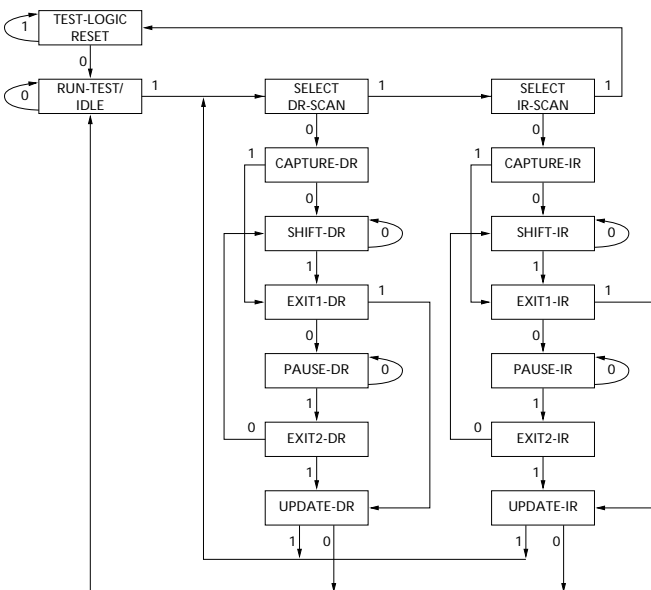 TEST-LOGIC
RESET
1
0
RUN-TEST/
IDLE
0
1
SELECT
DR-SCAN
1
SELECT
IR-SCAN
1
0
0
1
CAPTURE-DR
1
CAPTURE-IR
0
0
SHIFT-DR
0
SHIFT-IR
0
1
1
EXIT1-DR
1
EXIT1-IR
1
0
0
PAUSE-DR
0
PAUSE-IR
0
1
1
0
EXIT2-DR
0
EXIT2-IR
1
1
UPDATE-DR
UPDATE-IR
1
0
1
0